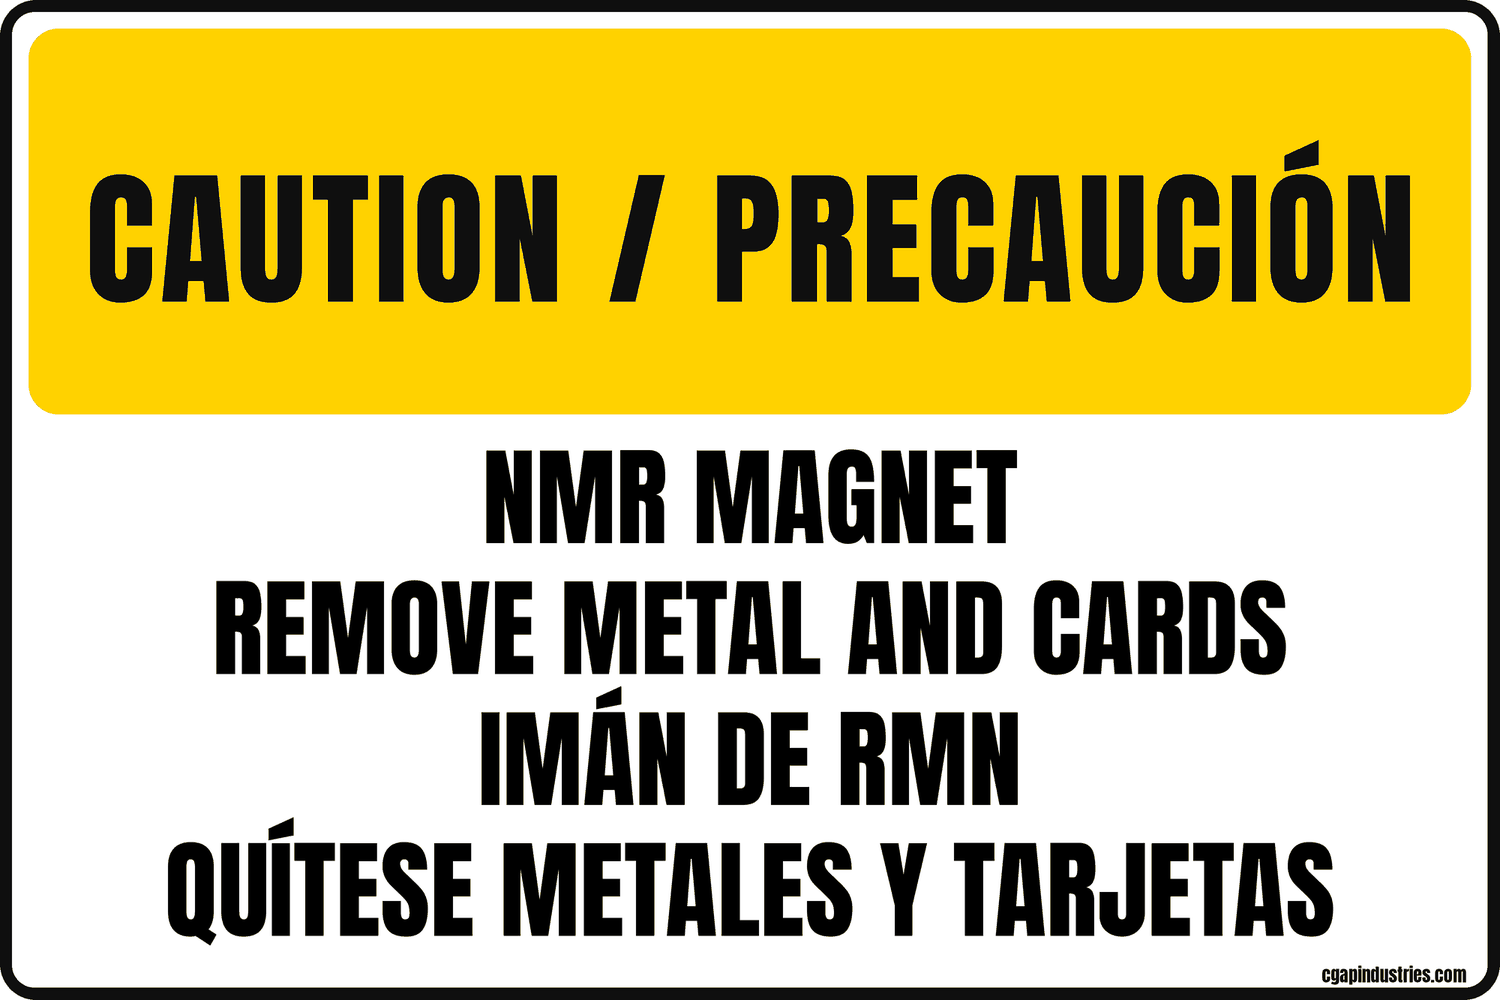 CAUTION / PRECAUCIÓN
NMR MAGNET
REMOVE METAL AND CARDS
IMÁN DE RMN
QUÍTESE METALES Y TARJETAS
cgapindustries.com